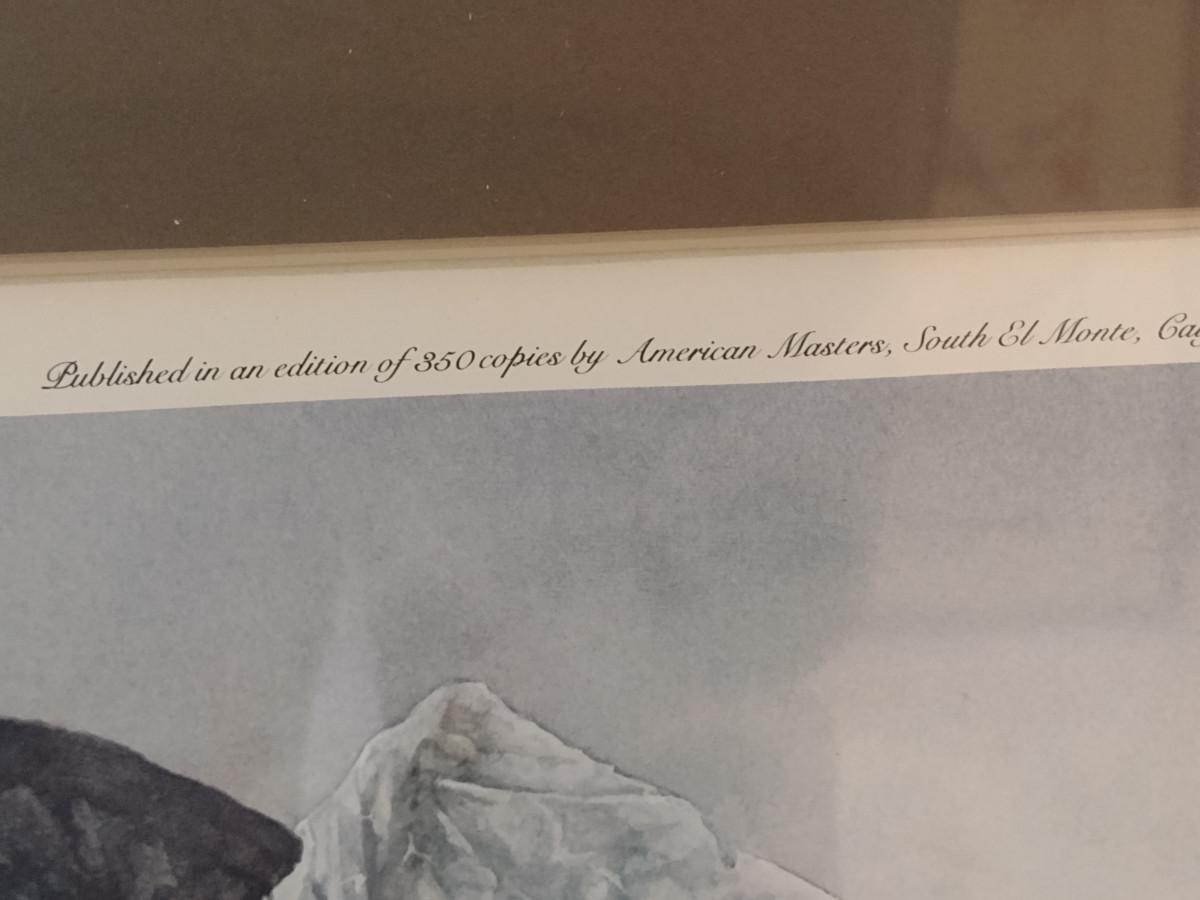 Published in an edition of 350 copies by American Masters, South El Monte,